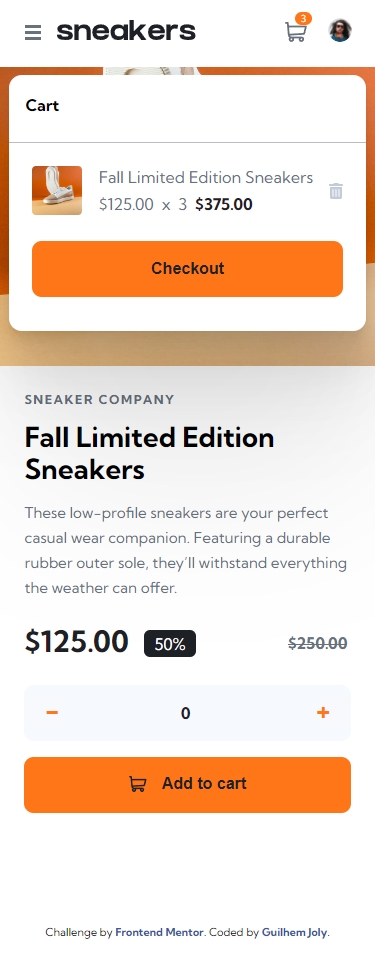 sneakers
3
Cart
Fall Limited Edition Sneakers
$125.00 x 3 $375.00
Checkout
SNEAKER COMPANY
Fall Limited Edition
Sneakers
These low-profile sneakers are your perfect
casual wear companion. Featuring a durable
rubber outer sole, they’ll withstand everything
the weather can offer.
$125.00 50% $250.00
− 0 +
Add to cart
Challenge by Frontend Mentor. Coded by Guilhem Joly.